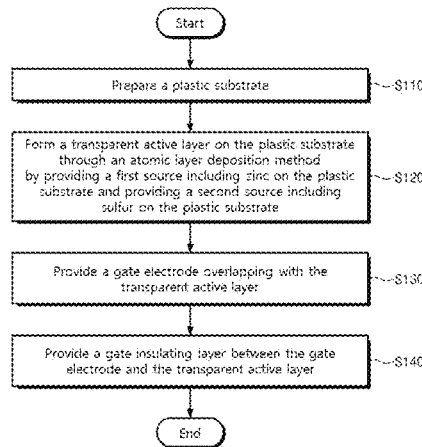 Start
Prepare a plastic substrate
S110
Form a transparent active layer on the plastic substrate
through an atomic layer deposition method
by providing a first source including zinc on the plastic
substrate and providing a second source including
sulfur on the plastic substrate
S120
Provide a gate electrode overlapping with the
transparent active layer
S130
Provide a gate insulating layer between the gate
electrode and the transparent active layer
S140
End